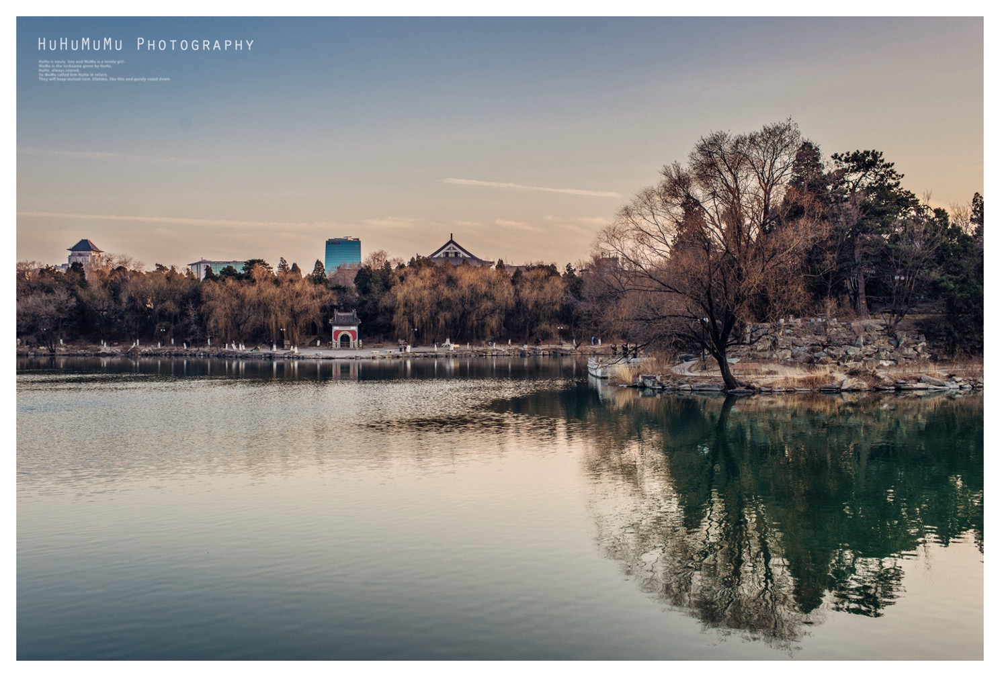 HuHuMuMu Photography
HuHu is nauty boy and MuMu is a lovely girl.
MuMu is the nickname given by HuHu.
HuHu always snored,
So MuMu called him HuHu in return.
They will keep mutual care, lifetime, like this and purely stand down.